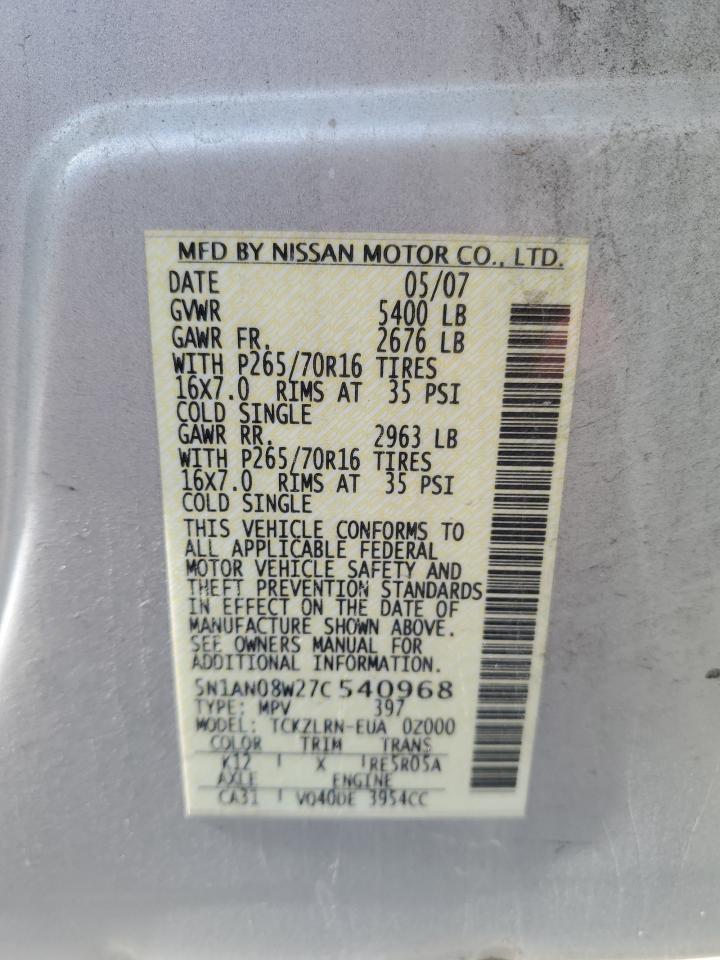 MFD BY NISSAN MOTOR CO., LTD.
DATE 05/07
GVWR 5400 LB
GAWR FR. 2676 LB
WITH P265/70R16 TIRES
16X7.0 RIMS AT 35 PSI
COLD SINGLE
GAWR RR. 2963 LB
WITH P265/70R16 TIRES
16X7.0 RIMS AT 35 PSI
COLD SINGLE
THIS VEHICLE CONFORMS TO
ALL APPLICABLE FEDERAL
MOTOR VEHICLE SAFETY AND
THEFT PREVENTION STANDARDS
IN EFFECT ON THE DATE OF
MANUFACTURE SHOWN ABOVE.
SEE OWNERS MANUAL FOR
ADDITIONAL INFORMATION.
5N1AN08W27C540968
TYPE: MPV 397
MODEL: TCKZLRN-EUA 0Z000
COLOR TRIM TRANS
K12 X RE5R05A
AXLE ENGINE
CA31 VQ40DE 3954CC